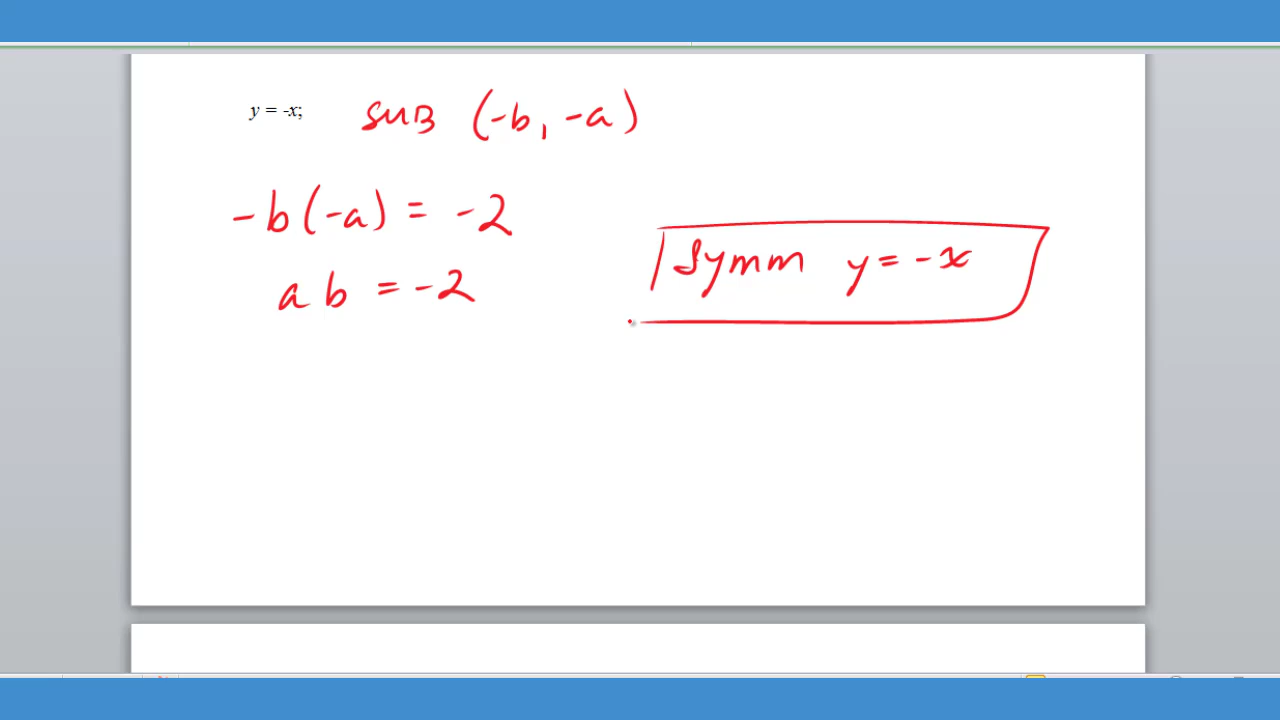 y = -x; sub (-b, -a)
-b(-a) = -2
ab = -2
Symm y = -x